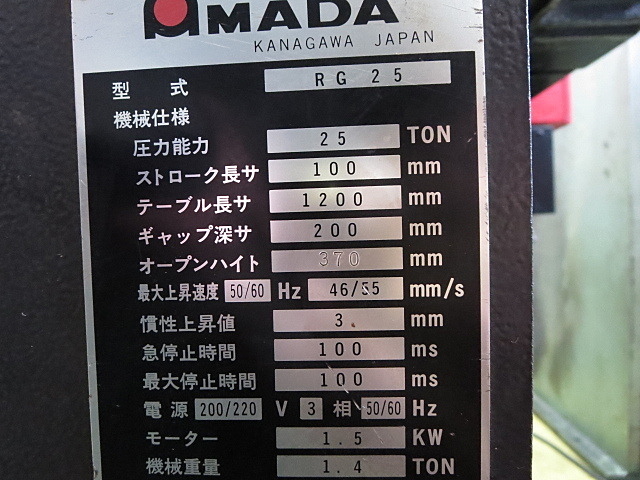 AMADA
KANAGAWA JAPAN
型式 RG25
機械仕様
圧力能力 25 TON
ストローク長サ 100 mm
テーブル長サ 1200 mm
ギャップ深サ 200 mm
オープンハイト 370 mm
最大上昇速度 50/60 Hz 46/55 mm/s
慣性上昇値 3. mm
急停止時間 100 ms
最大停止時間 100 ms
電源 200/220 V 3 相 50/60 Hz
モーター 1.5 KW
機械重量 1.4 TON